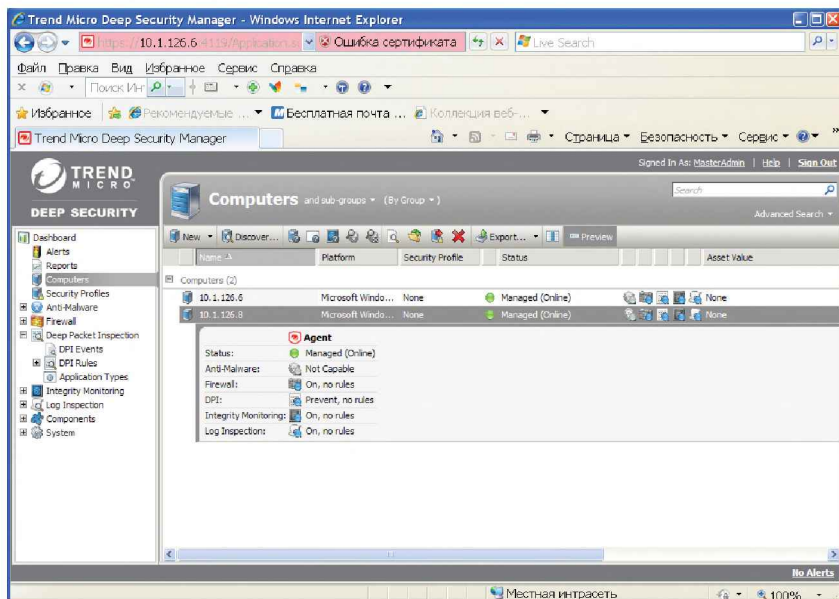 Trend Micro Deep Security Manager - Windows Internet Explorer
https://10.1.126.6:4119/Application.s Ошибка сертификата Live Search
Файл Правка Вид Избранное Сервис Справка
Поиск Инт
Избранное Рекомендуемые ... Бесплатная почта ... Коллекция веб-...
Trend Micro Deep Security Manager Страница Безопасность Сервис »
Signed In As: MasterAdmin | Help | Sign Out
TREND MICRO
DEEP SECURITY
Computers and sub-groups (By Group)
Search
Advanced Search
New Discover... Export... Preview
Name Platform Security Profile Status Asset Value
Computers (2)
10.1.126.6 Microsoft Windo... None Managed (Online) None
10.1.126.8 Microsoft Windo... None Managed (Online) None
Agent
Status: Managed (Online)
Anti-Malware: Not Capable
Firewall: On, no rules
DPI: Prevent, no rules
Integrity Monitoring: On, no rules
Log Inspection: On, no rules
Dashboard
Alerts
Reports
Computers
Security Profiles
Anti-Malware
Firewall
Deep Packet Inspection
DPI Events
DPI Rules
Application Types
Integrity Monitoring
Log Inspection
Components
System
No Alerts
Местная интрасеть 100%